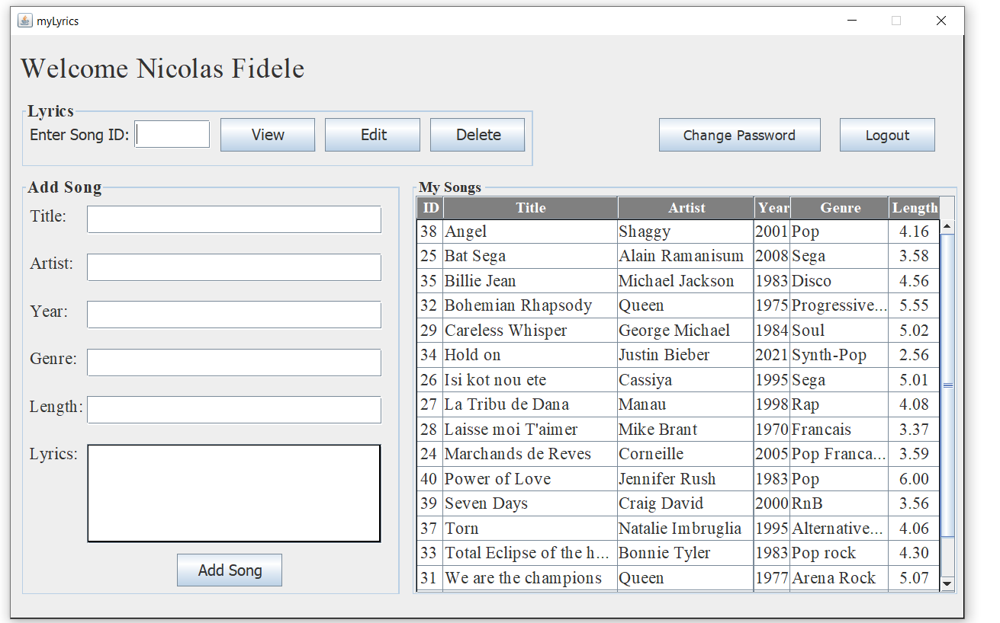 myLyrics
Welcome Nicolas Fidele
Lyrics
Enter Song ID: View Edit Delete
Change Password Logout
Add Song
Title:
Artist:
Year:
Genre:
Length:
Lyrics:
Add Song
My Songs
ID Title Artist Year Genre Length
38 Angel Shaggy 2001 Pop 4.16
25 Bat Sega Alain Ramanisum 2008 Sega 3.58
35 Billie Jean Michael Jackson 1983 Disco 4.56
32 Bohemian Rhapsody Queen 1975 Progressive... 5.55
29 Careless Whisper George Michael 1984 Soul 5.02
34 Hold on Justin Bieber 2021 Synth-Pop 2.56
26 Isi kot nou ete Cassiya 1995 Sega 5.01
27 La Tribu de Dana Manau 1998 Rap 4.08
28 Laisse moi T'aimer Mike Brant 1970 Francais 3.37
24 Marchands de Reves Corneille 2005 Pop Franca... 3.59
40 Power of Love Jennifer Rush 1983 Pop 6.00
39 Seven Days Craig David 2000 RnB 3.56
37 Torn Natalie Imbruglia 1995 Alternative... 4.06
33 Total Eclipse of the h... Bonnie Tyler 1983 Pop rock 4.30
31 We are the champions Queen 1977 Arena Rock 5.07